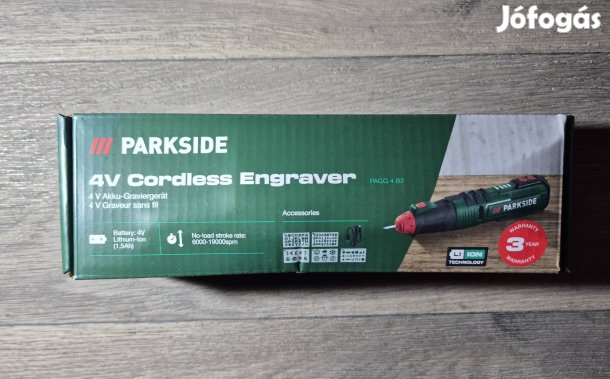 Jófogás
/// PARKSIDE
4V Cordless Engraver PAGG 4 B2
4 V Akku-Graviergerät
4 V Graveur sans fil
Battery: 4V
Lithium-Ion
(1.5Ah)
No-load stroke rate:
6000-19000spm
Accessories
PARKSIDE
LI ION
TECHNOLOGY
WARRANTY
3 YEAR
WARRANTY